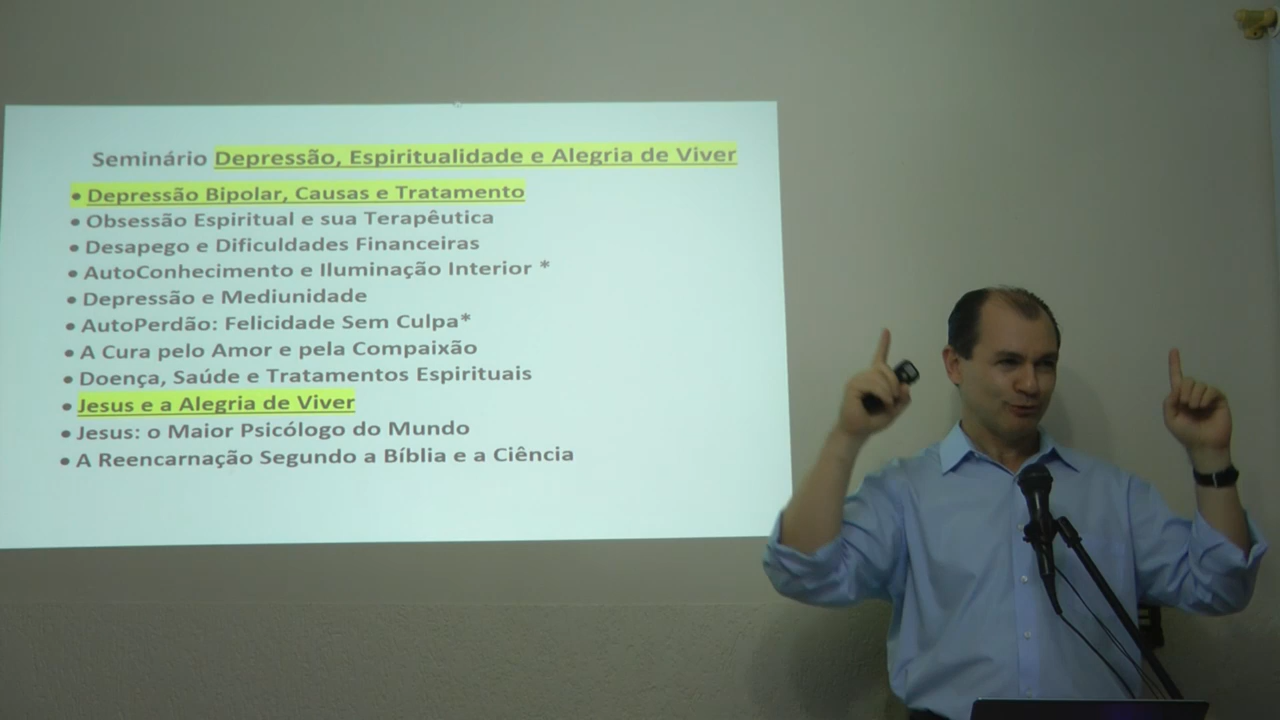 Seminário Depressão, Espiritualidade e Alegria de Viver
• Depressão Bipolar, Causas e Tratamento
• Obsessão Espiritual e sua Terapêutica
• Desapego e Dificuldades Financeiras
• AutoConhecimento e Iluminação Interior *
• Depressão e Mediunidade
• AutoPerdão: Felicidade Sem Culpa*
• A Cura pelo Amor e pela Compaixão
• Doença, Saúde e Tratamentos Espirituais
• Jesus e a Alegria de Viver
• Jesus: o Maior Psicólogo do Mundo
• A Reencarnação Segundo a Bíblia e a Ciência